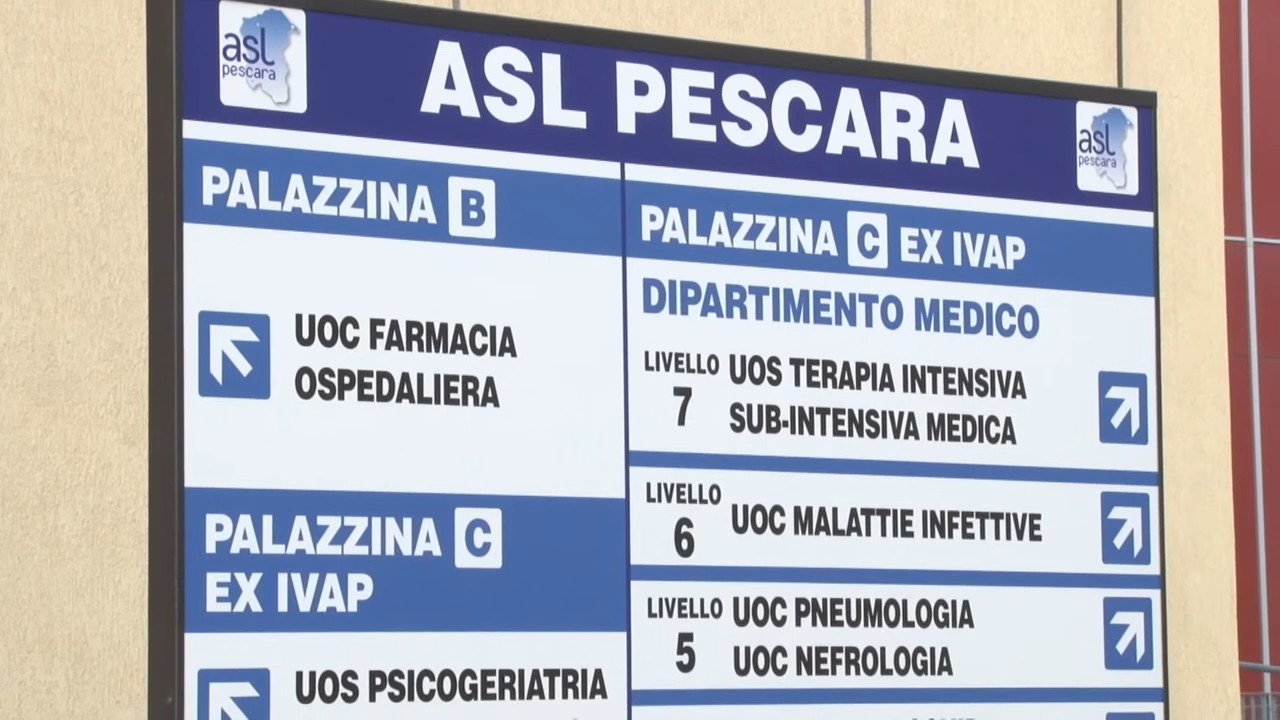 asl
pescara
ASL PESCARA
asl
pescara
PALAZZINA B
UOC FARMACIA
OSPEDALIERA
PALAZZINA C
EX IVAP
UOS PSICOGERIATRIA
PALAZZINA C EX IVAP
DIPARTIMENTO MEDICO
LIVELLO 7
UOS TERAPIA INTENSIVA
SUB-INTENSIVA MEDICA
LIVELLO 6
UOC MALATTIE INFETTIVE
LIVELLO 5
UOC PNEUMOLOGIA
UOC NEFROLOGIA